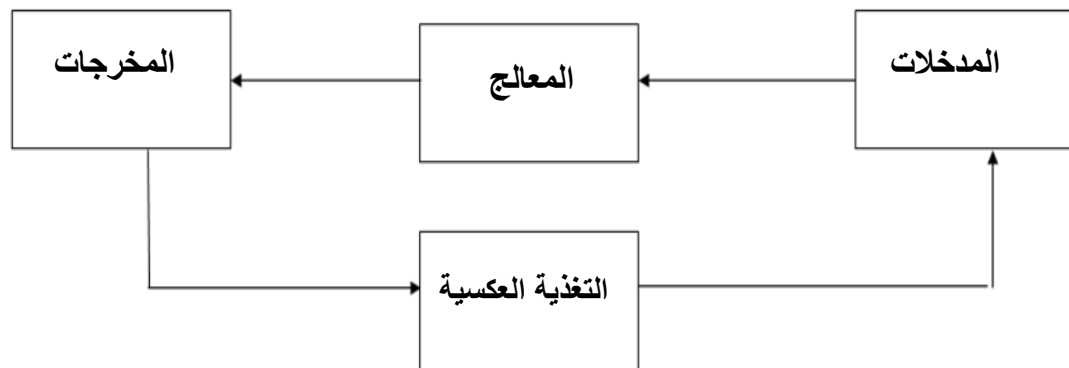 المدخلات
المعالج
المخرجات
التغذية العكسية